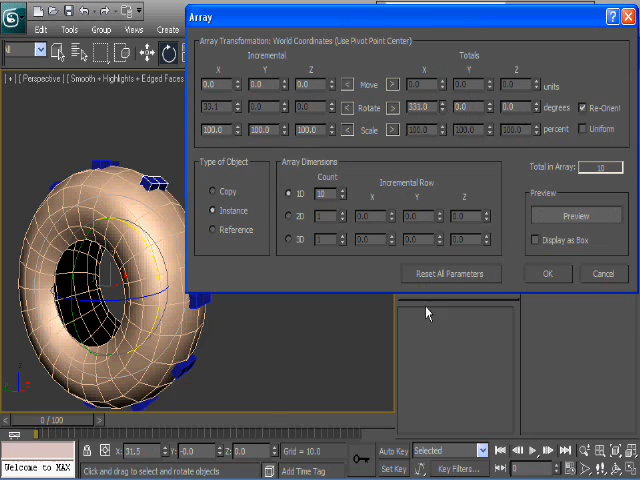 Array
Edit Tools Group Views Create
[ + ] [ Perspective ] [ Smooth + Highlights + Edged Faces
Array Transformation: World Coordinates (Use Pivot Point Center)
Incremental Totals
X Y Z X Y Z
0.0 0.0 0.0 < Move > 0.0 0.0 0.0 units
33.1 0.0 0.0 < Rotate > 331.0 0.0 0.0 degrees Re-Orient
100.0 100.0 100.0 < Scale > 100.0 100.0 100.0 percent Uniform
Type of Object
Copy
Instance
Reference
Array Dimensions
Count Incremental Row
X Y Z
1D 10
2D 1 0.0 0.0 0.0
3D 1 0.0 0.0 0.0
Total in Array: 10
Preview
Preview
Display as Box
Reset All Parameters OK Cancel
0 / 100
X: 31.5 Y: -0.0 Z: 0.0 Grid = 10.0 Auto Key Selected
Welcome to MAX Click and drag to select and rotate objects Add Time Tag Set Key Key Filters... 0